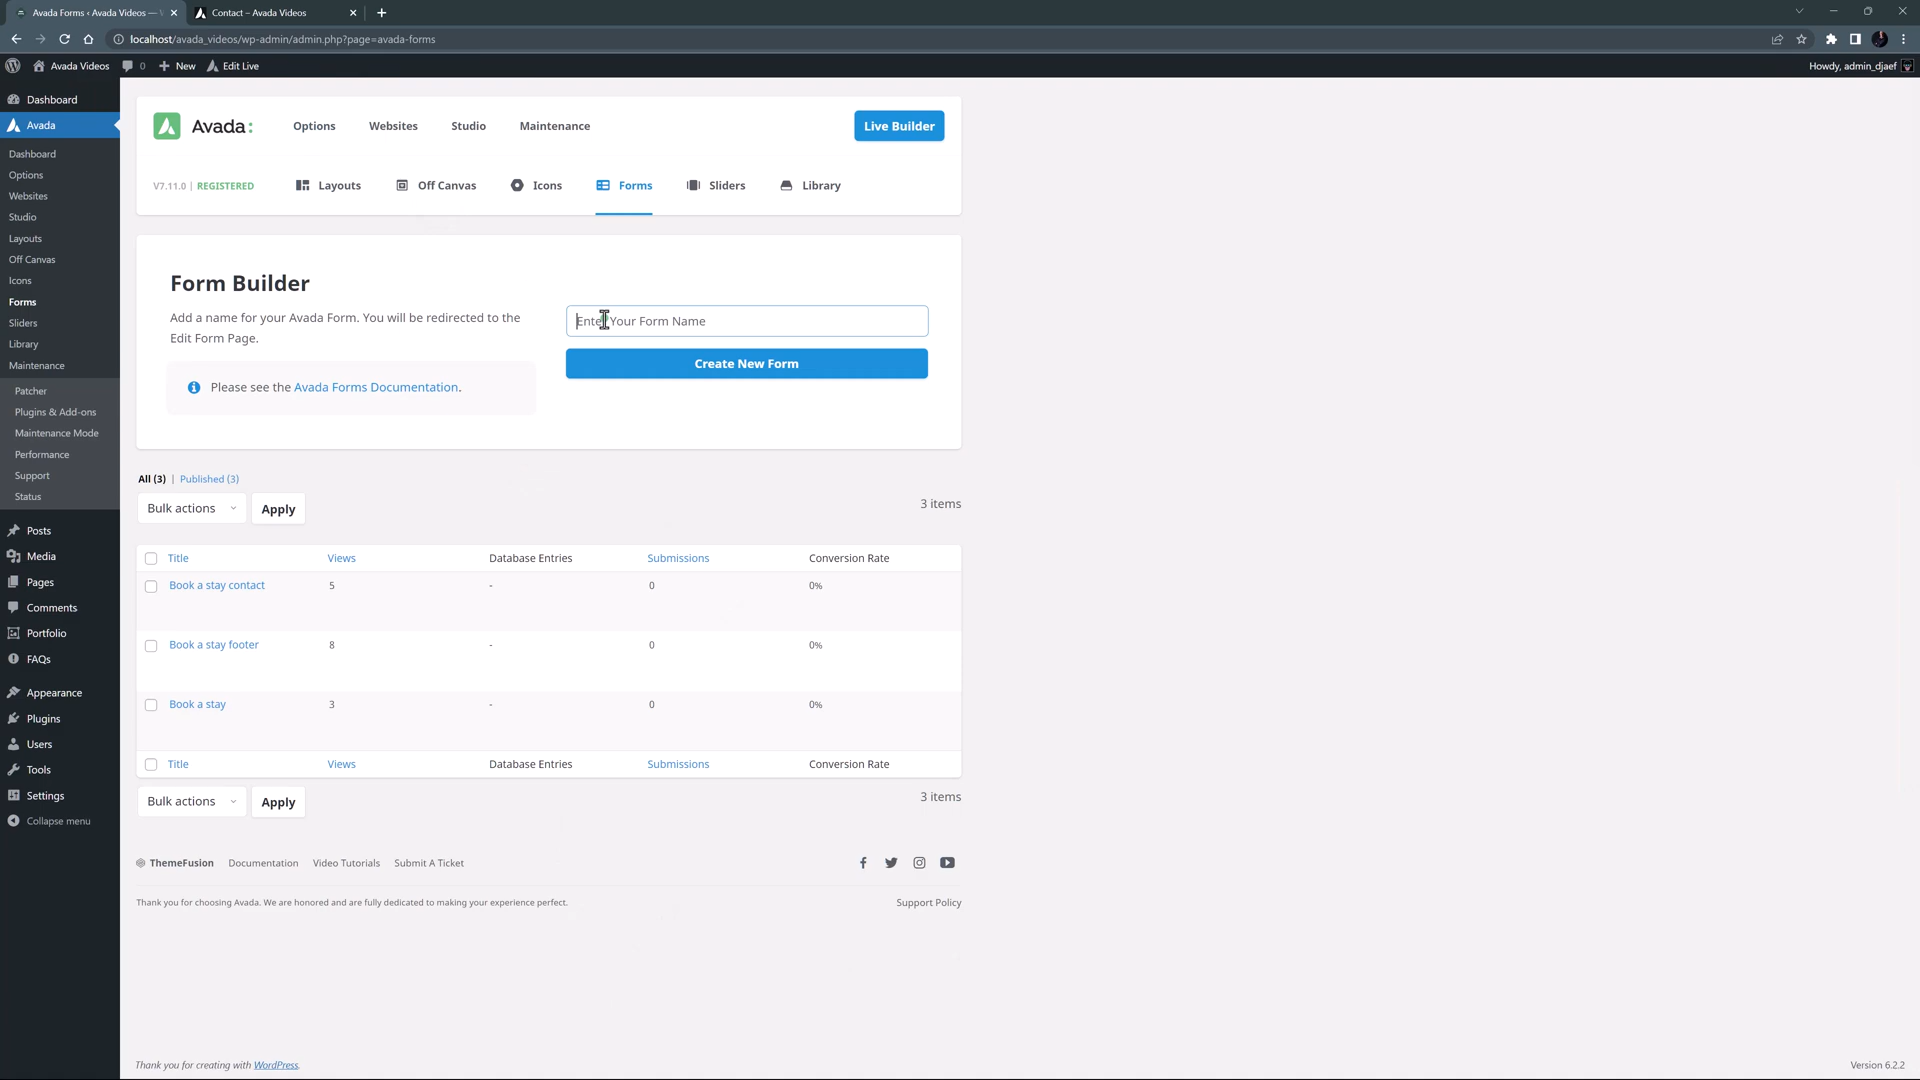 Avada Forms ‹ Avada Videos —
Contact – Avada Videos
localhost/avada_videos/wp-admin/admin.php?page=avada-forms
Avada Videos
0
New
Edit Live
Howdy, admin_djaef
Dashboard
Avada
Dashboard
Options
Websites
Studio
Layouts
Off Canvas
Icons
Forms
Sliders
Library
Maintenance
Patcher
Plugins & Add-ons
Maintenance Mode
Performance
Support
Status
Posts
Media
Pages
Comments
Portfolio
FAQs
Appearance
Plugins
Users
Tools
Settings
Collapse menu
Avada:
Options
Websites
Studio
Maintenance
Live Builder
V7.11.0 | REGISTERED
Layouts
Off Canvas
Icons
Forms
Sliders
Library
Form Builder
Add a name for your Avada Form. You will be redirected to the
Edit Form Page.
Please see the Avada Forms Documentation.
Enter Your Form Name
Create New Form
All (3) | Published (3)
Bulk actions
Apply
3 items
Title Views Database Entries Submissions Conversion Rate
Book a stay contact 5 - 0 0%
Book a stay footer 8 - 0 0%
Book a stay 3 - 0 0%
Title Views Database Entries Submissions Conversion Rate
Bulk actions
Apply
3 items
ThemeFusion Documentation Video Tutorials Submit A Ticket
Thank you for choosing Avada. We are honored and are fully dedicated to making your experience perfect.
Support Policy
Thank you for creating with WordPress.
Version 6.2.2